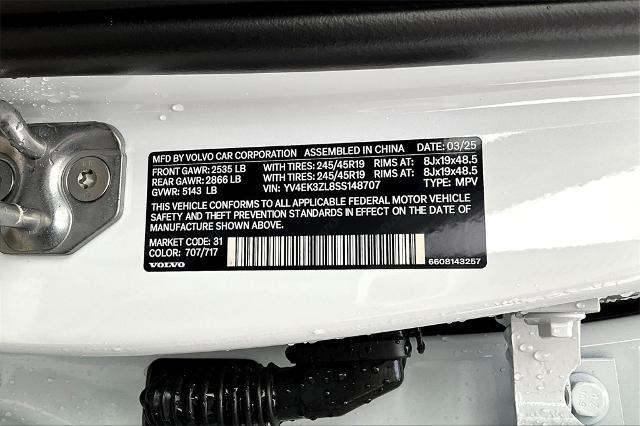 MFD BY VOLVO CAR CORPORATION ASSEMBLED IN CHINA DATE: 03/25
FRONT GAWR: 2535 LB WITH TIRES: 245/45R19 RIMS AT: 8Jx19x48.5
REAR GAWR: 2866 LB WITH TIRES: 245/45R19 RIMS AT: 8Jx19x48.5
GVWR: 5143 LB VIN: YV4EK3ZL8SS148707 TYPE: MPV
THIS VEHICLE CONFORMS TO ALL APPLICABLE FEDERAL MOTOR VEHICLE
SAFETY AND THEFT PREVENTION STANDARDS IN EFFECT ON THE DATE OF
MANUFACTURE SHOWN ABOVE.
MARKET CODE: 31
COLOR: 707/717
VOLVO 6608143257